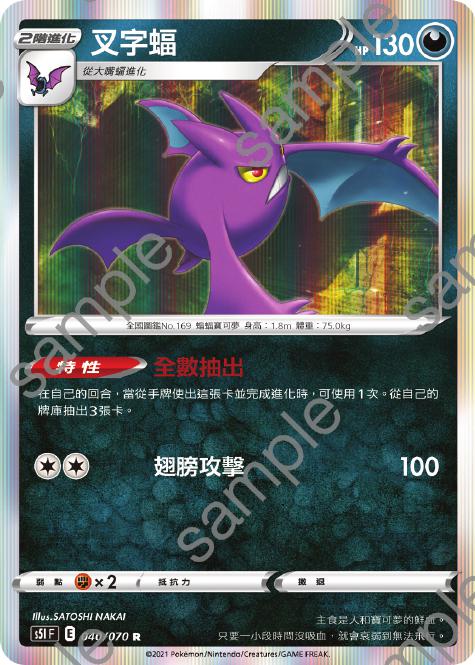 2階進化
叉字蝠
HP 130
從大嘴蝠進化
全國圖鑑No.169 蝙蝠寶可夢 身高：1.8m 體重：75.0kg
特性 全數抽出
在自己的回合，當從手牌使出這張卡並完成進化時，可使用1次。從自己的
牌庫抽出3張卡。
翅膀攻擊 100
弱點 ×2 抵抗力 撤退
Illus.SATOSHI NAKAI
s5I F E 040/070 R
主食是人和寶可夢的鮮血。
只要一小段時間沒吸血，就會衰弱到無法飛行。
©2021 Pokémon/Nintendo/Creatures/GAME FREAK.
sample
sample
sample
sample
sample
sample